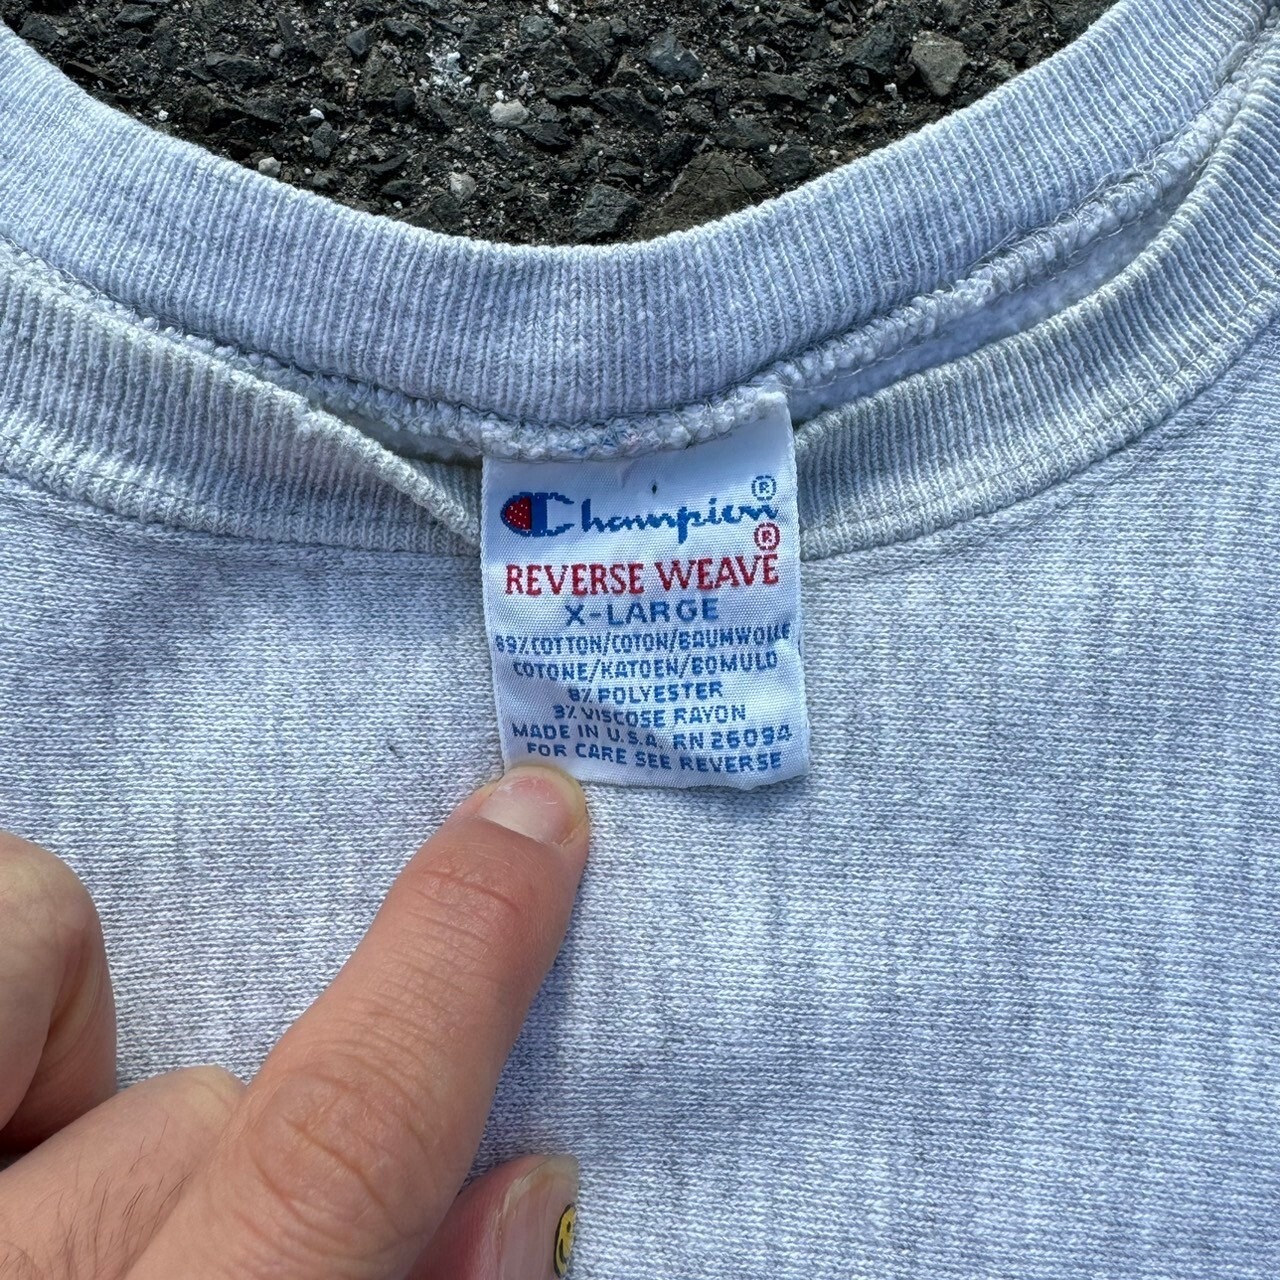 Champion®
REVERSE WEAVE®
X-LARGE
89% COTTON/COTON/BAUMWOLLE
COTONE/KATOEN/BOMULD
8% POLYESTER
3% VISCOSE RAYON
MADE IN U.S.A. RN 26094
FOR CARE SEE REVERSE